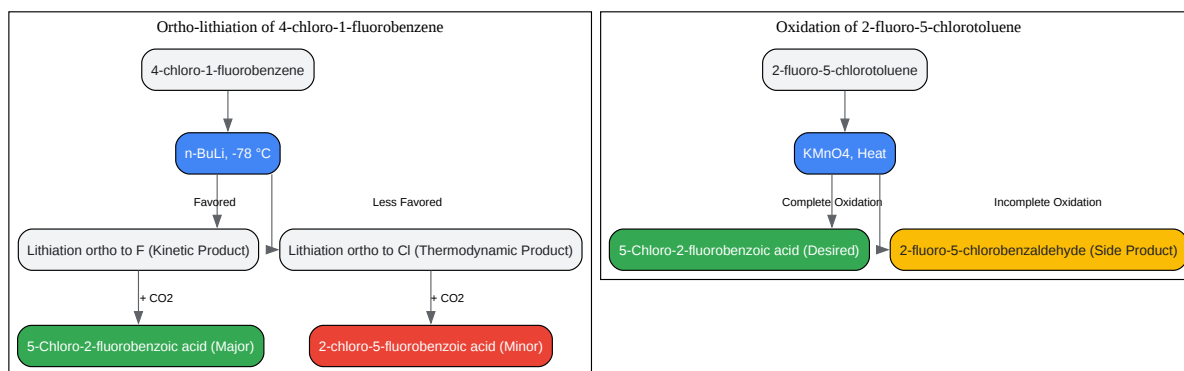 Ortho-lithiation of 4-chloro-1-fluorobenzene
4-chloro-1-fluorobenzene
n-BuLi, -78 °C
Favored
Less Favored
Lithiation ortho to F (Kinetic Product)
Lithiation ortho to Cl (Thermodynamic Product)
+ CO2
+ CO2
5-Chloro-2-fluorobenzoic acid (Major)
2-chloro-5-fluorobenzoic acid (Minor)
Oxidation of 2-fluoro-5-chlorotoluene
2-fluoro-5-chlorotoluene
KMnO4, Heat
Complete Oxidation
Incomplete Oxidation
5-Chloro-2-fluorobenzoic acid (Desired)
2-fluoro-5-chlorobenzaldehyde (Side Product)